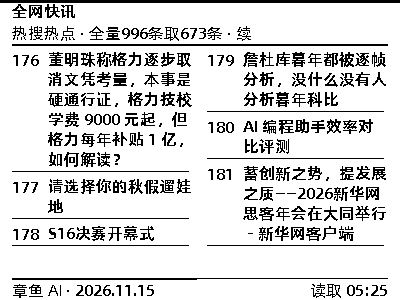 全网快讯
热搜热点 · 全量996条取673条 · 续
176 董明珠称格力逐步取
消文凭考量，本事是
硬通行证，格力技校
学费 9000 元起，但
格力每年补贴 1 亿，
如何解读？
177 请选择你的秋假遛娃
地
178 S16决赛开幕式
179 詹杜库暮年都被逐帧
分析，没什么没有人
分析暮年科比
180 AI 编程助手效率对
比评测
181 蓄创新之势，提发展
之质——2026新华网
思客年会在大同举行
- 新华网客户端
章鱼 AI · 2026.11.15
读取 05:25